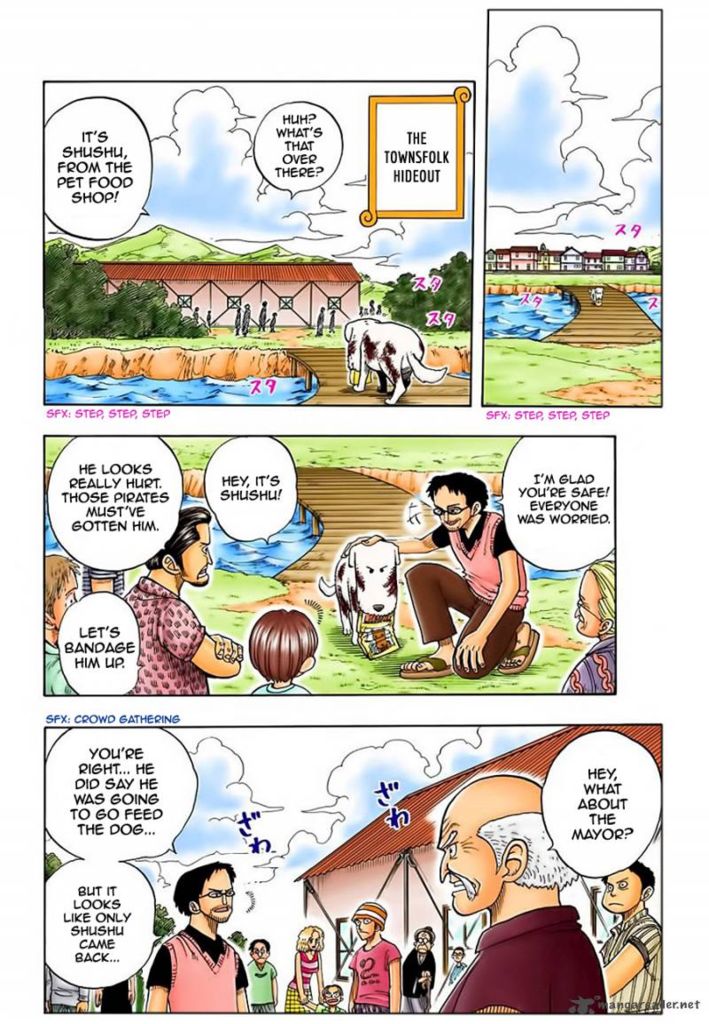 スタ
スタ
スタ
SFX: STEP, STEP, STEP
THE
TOWNSFOLK
HIDEOUT
HUH?
WHAT'S
THAT
OVER
THERE?
IT'S
SHUSHU,
FROM THE
PET FOOD
SHOP!
スタ
スタ
スタ
SFX: STEP, STEP, STEP
I'M GLAD
YOU'RE SAFE!
EVERYONE
WAS WORRIED.
HEY, IT'S
SHUSHU!
HE LOOKS
REALLY HURT.
THOSE PIRATES
MUST'VE
GOTTEN HIM.
LET'S
BANDAGE
HIM UP.
SFX: CROWD GATHERING
HEY,
WHAT
ABOUT
THE
MAYOR?
ざわ
ざわ
YOU'RE
RIGHT... HE
DID SAY HE
WAS GOING
TO GO FEED
THE DOG...
BUT IT
LOOKS
LIKE ONLY
SHUSHU
CAME
BACK...
mangareader.net